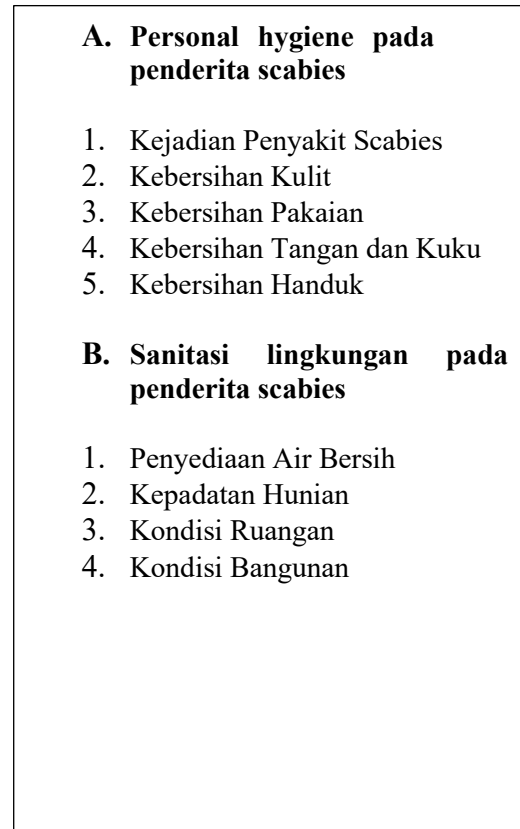 A. Personal hygiene pada
penderita scabies
1. Kejadian Penyakit Scabies
2. Kebersihan Kulit
3. Kebersihan Pakaian
4. Kebersihan Tangan dan Kuku
5. Kebersihan Handuk
B. Sanitasi lingkungan pada
penderita scabies
1. Penyediaan Air Bersih
2. Kepadatan Hunian
3. Kondisi Ruangan
4. Kondisi Bangunan